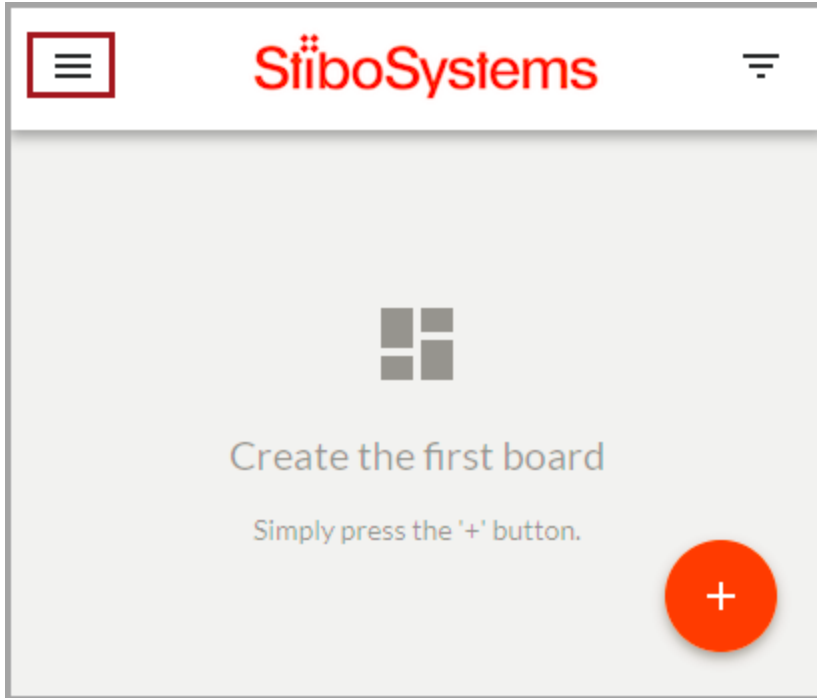 StiboSystems
Create the first board
Simply press the '+' button.
+